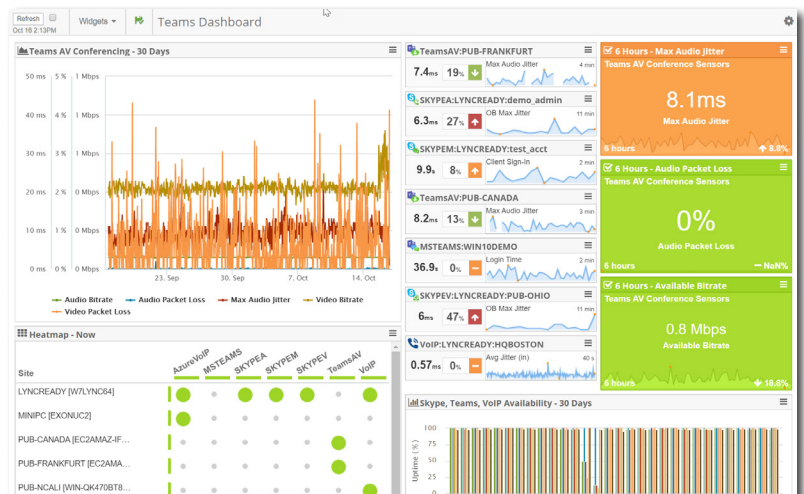 Refresh
Oct 16 2:13PM
Widgets
Teams Dashboard
Teams AV Conferencing - 30 Days
50 ms 5 % 1 Mbps
40 ms 4 % 1 Mbps
30 ms 3 % 1 Mbps
20 ms 2 % 0 Mbps
10 ms 1 % 0 Mbps
0 ms 0 % 0 Mbps
23. Sep 30. Sep 7. Oct 14. Oct
Audio Bitrate Audio Packet Loss Max Audio Jitter Video Bitrate
Video Packet Loss
Heatmap - Now
Site AzureVoIP MSTEAMS SKYPEA SKYPEM SKYPEV TeamsAV VoIP
LYNCREADY [W7LYNC64]
MINIPC [EXONUC2]
PUB-CANADA [EC2AMAZ-IF...
PUB-FRANKFURT [EC2AMA...
PUB-NCALI [WIN-QK470BT8...
TeamsAV:PUB-FRANKFURT
7.4ms 19% Max Audio Jitter 4 min
SKYPEA:LYNCREADY:demo_admin
6.3ms 27% OB Max Jitter 11 min
SKYPEM:LYNCREADY:test_acct
9.9s 8% Client Sign-In 2 min
TeamsAV:PUB-CANADA
8.2ms 13% Max Audio Jitter 3 min
MSTEAMS:WIN10DEMO
36.9s 0% Login Time 2 min
SKYPEV:LYNCREADY:PUB-OHIO
6ms 47% OB Max Jitter 11 min
VoIP:LYNCREADY:HQBOSTON
0.57ms 0% Avg Jitter (in) 40 s
6 Hours - Max Audio Jitter
Teams AV Conference Sensors
8.1ms
Max Audio Jitter
6 hours 8.8%
6 Hours - Audio Packet Loss
Teams AV Conference Sensors
0%
Audio Packet Loss
6 hours NaN%
6 Hours - Available Bitrate
Teams AV Conference Sensors
0.8 Mbps
Available Bitrate
6 hours 16.6%
Skype, Teams, VoIP Availability - 30 Days
Uptime (%)
100
75
50
25
0